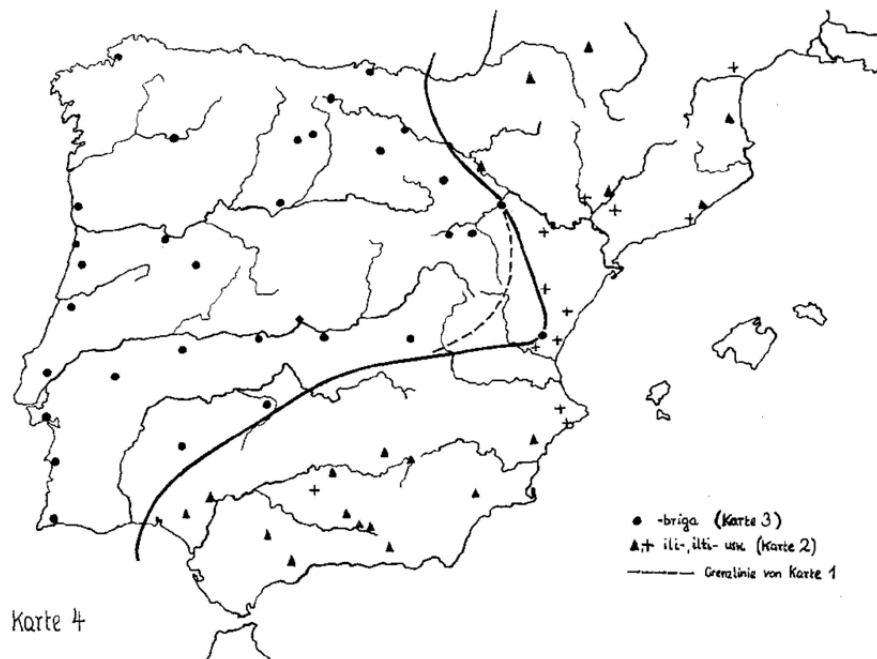 ● -briga (Karte 3)
▲,+ ili-, ilti- usw. (Karte 2)
Grenzlinie von Karte 1
Karte 4